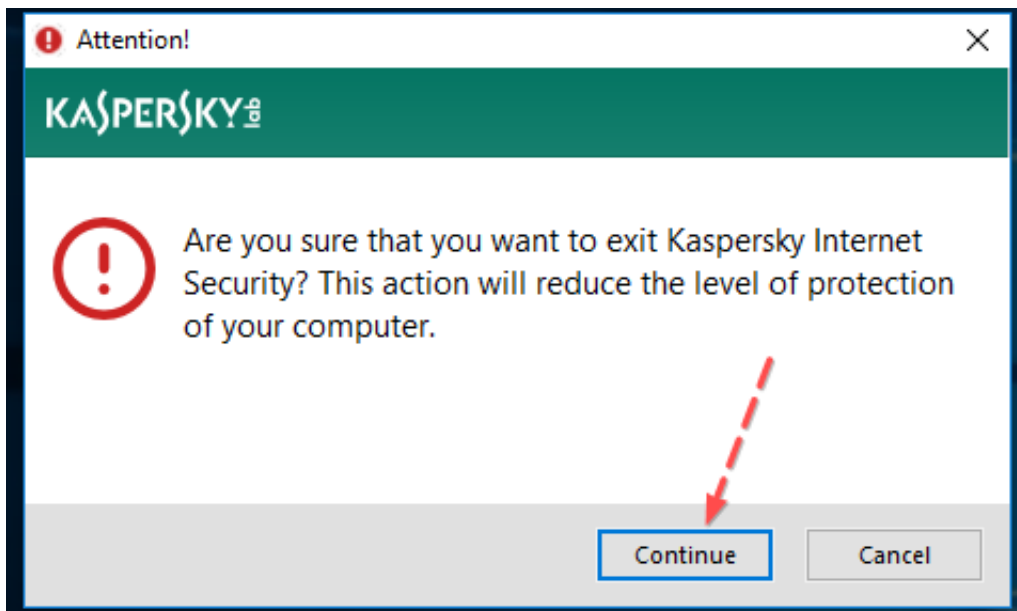 Attention!
KASPERSKY lab
Are you sure that you want to exit Kaspersky Internet
Security? This action will reduce the level of protection
of your computer.
Continue Cancel